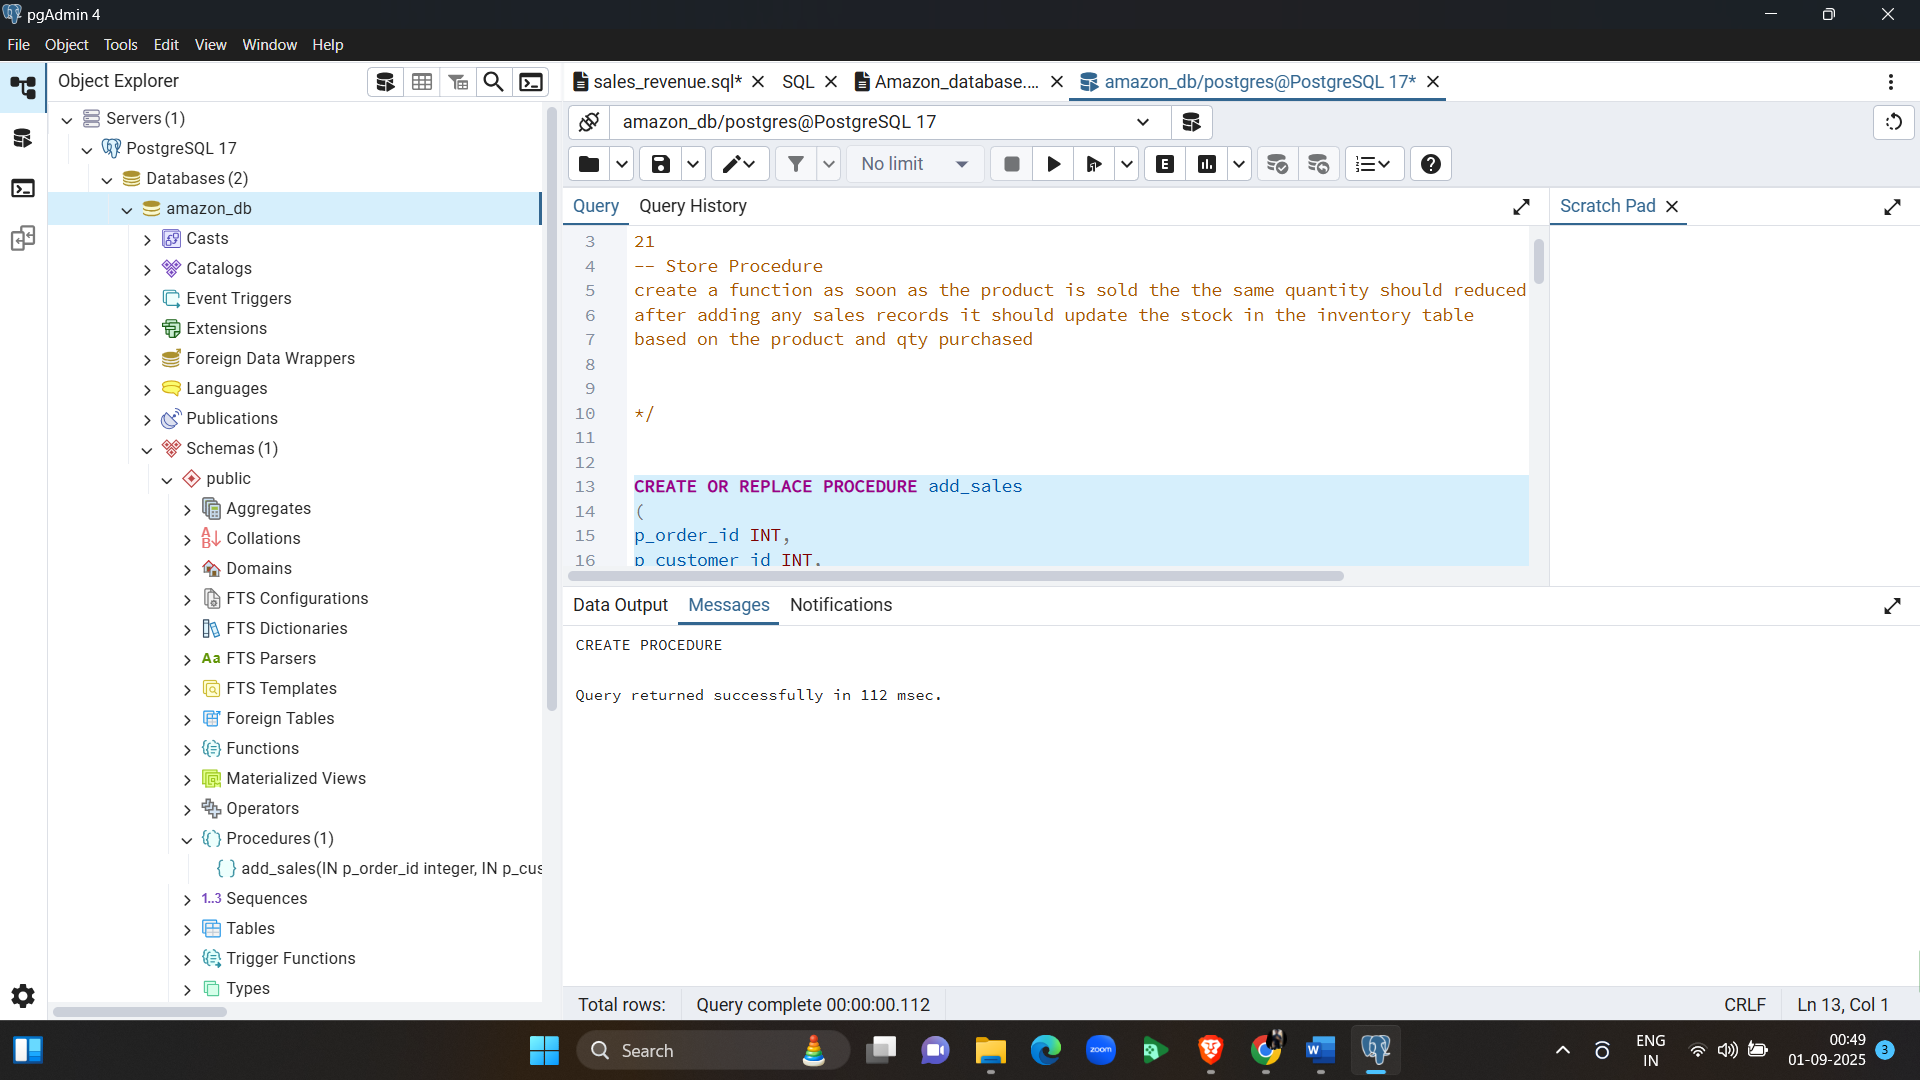 pgAdmin 4
File Object Tools Edit View Window Help
Object Explorer
sales_revenue.sql* SQL Amazon_database.... amazon_db/postgres@PostgreSQL 17*
Servers (1)
PostgreSQL 17
Databases (2)
amazon_db
Casts
Catalogs
Event Triggers
Extensions
Foreign Data Wrappers
Languages
Publications
Schemas (1)
public
Aggregates
Collations
Domains
FTS Configurations
FTS Dictionaries
Aa FTS Parsers
FTS Templates
Foreign Tables
Functions
Materialized Views
Operators
Procedures (1)
add_sales(IN p_order_id integer, IN p_cus
1..3 Sequences
Tables
Trigger Functions
Types
amazon_db/postgres@PostgreSQL 17
No limit
E
Query Query History
Scratch Pad
3 21
4 -- Store Procedure
5 create a function as soon as the product is sold the the same quantity should reduced
6 after adding any sales records it should update the stock in the inventory table
7 based on the product and qty purchased
8
9
10 */
11
12
13 CREATE OR REPLACE PROCEDURE add_sales
14 (
15 p_order_id INT,
16 p_customer_id INT,
Data Output Messages Notifications
CREATE PROCEDURE
Query returned successfully in 112 msec.
Total rows: Query complete 00:00:00.112
CRLF Ln 13, Col 1
Search
zoom
W
ENG
IN
00:49
01-09-2025
3